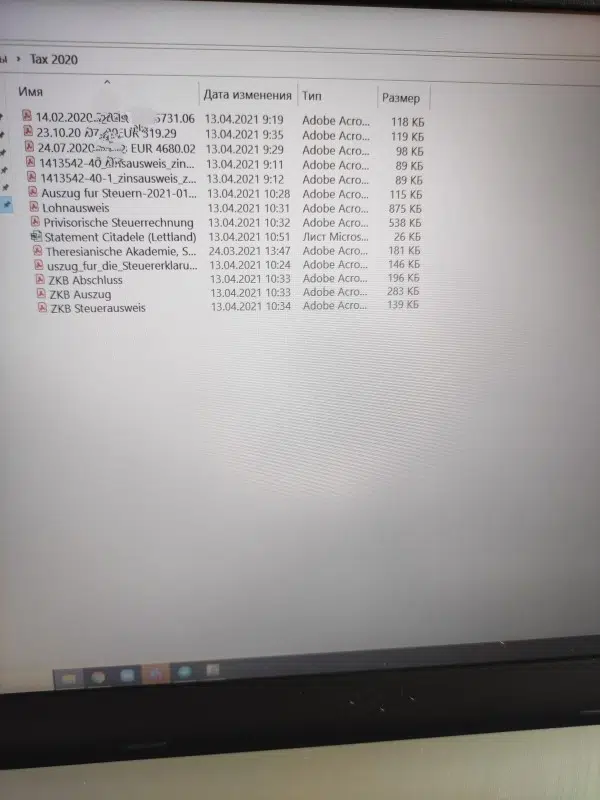 Tax 2020
Имя Дата изменения Тип Размер
14.02.2020 6731.06 13.04.2021 9:19 Adobe Acro... 118 КБ
23.10.20 319.29 13.04.2021 9:35 Adobe Acro... 119 КБ
24.07.2020 EUR 4680.02 13.04.2021 9:29 Adobe Acro... 98 КБ
1413542-40_zinsausweis_zin... 13.04.2021 9:11 Adobe Acro... 89 КБ
1413542-40-1_zinsausweis_z... 13.04.2021 9:12 Adobe Acro... 89 КБ
Auszug fur Steuern-2021-01... 13.04.2021 10:28 Adobe Acro... 115 КБ
Lohnausweis 13.04.2021 10:31 Adobe Acro... 875 КБ
Privisorische Steuerrechnung 13.04.2021 10:32 Adobe Acro... 538 КБ
Statement Citadele (Lettland) 13.04.2021 10:51 Лист Micros... 26 КБ
Theresianische Akademie, S... 24.03.2021 13:47 Adobe Acro... 181 КБ
uszug_fur_die_Steuererklaru... 13.04.2021 10:24 Adobe Acro... 146 КБ
ZKB Abschluss 13.04.2021 10:33 Adobe Acro... 196 КБ
ZKB Auszug 13.04.2021 10:33 Adobe Acro... 283 КБ
ZKB Steuerausweis 13.04.2021 10:34 Adobe Acro... 139 КБ